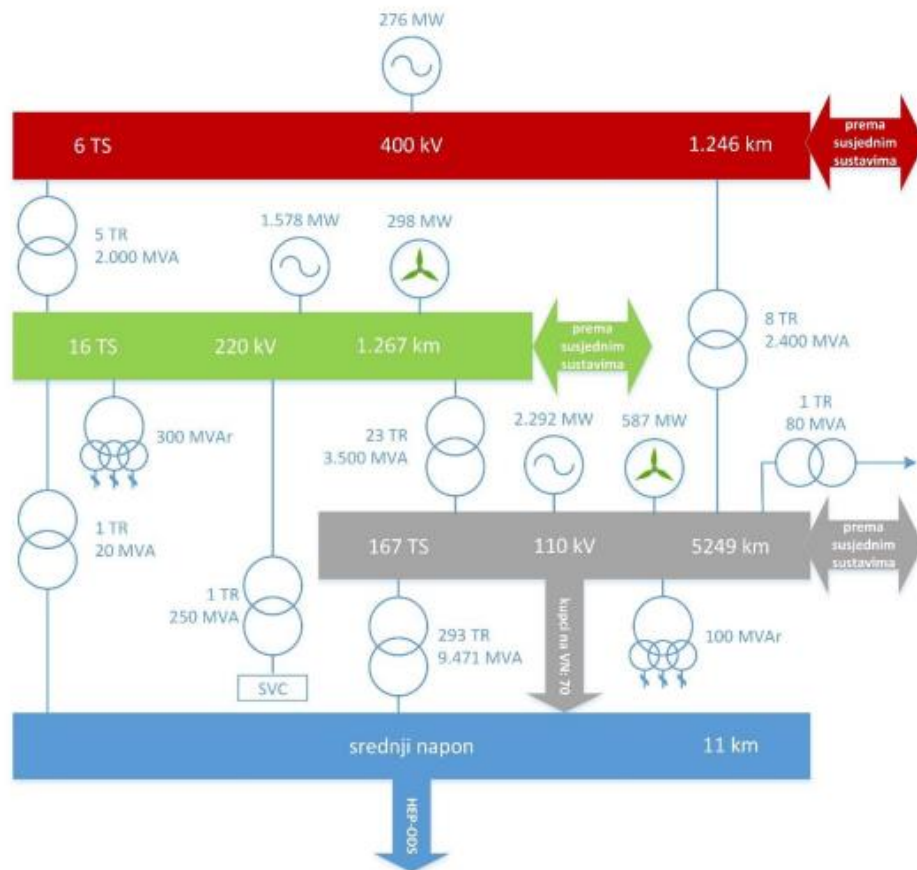 276 MW
6 TS
400 kV
1.246 km
prema
susjednim
sustavima
5 TR
2.000 MVA
1.578 MW
298 MW
16 TS
220 kV
1.267 km
prema
susjednim
sustavima
8 TR
2.400 MVA
300 MVAr
23 TR
3.500 MVA
2.292 MW
587 MW
1 TR
80 MVA
1 TR
20 MVA
167 TS
110 kV
5249 km
prema
susjednim
sustavima
1 TR
250 MVA
SVC
293 TR
9.471 MVA
kupci na VN: 70
100 MVAr
srednji napon
11 km
HEP-ODS